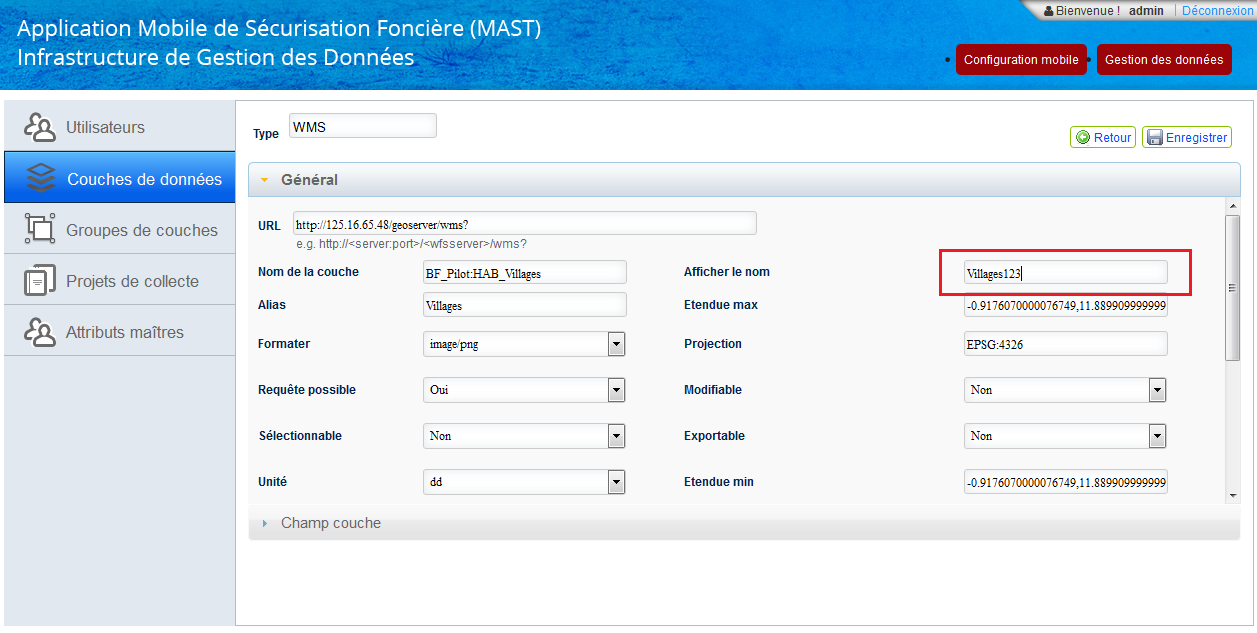 Bienvenue ! admin Déconnexion
Application Mobile de Sécurisation Foncière (MAST)
Infrastructure de Gestion des Données
Configuration mobile Gestion des données
Utilisateurs
Couches de données
Groupes de couches
Projets de collecte
Attributs maîtres
Type WMS
Retour Enregistrer
Général
URL http://125.16.65.48/geoserver/wms?
e.g. http://<server:port>/<wfsserver>/wms?
Nom de la couche BF_Pilot:HAB_Villages Afficher le nom Villages123
Alias Villages Etendue max -0.9176070000076749,11.889909999999
Formater image/png Projection EPSG:4326
Requête possible Oui Modifiable Non
Sélectionnable Non Exportable Non
Unité dd Etendue min -0.9176070000076749,11.889909999999
Champ couche